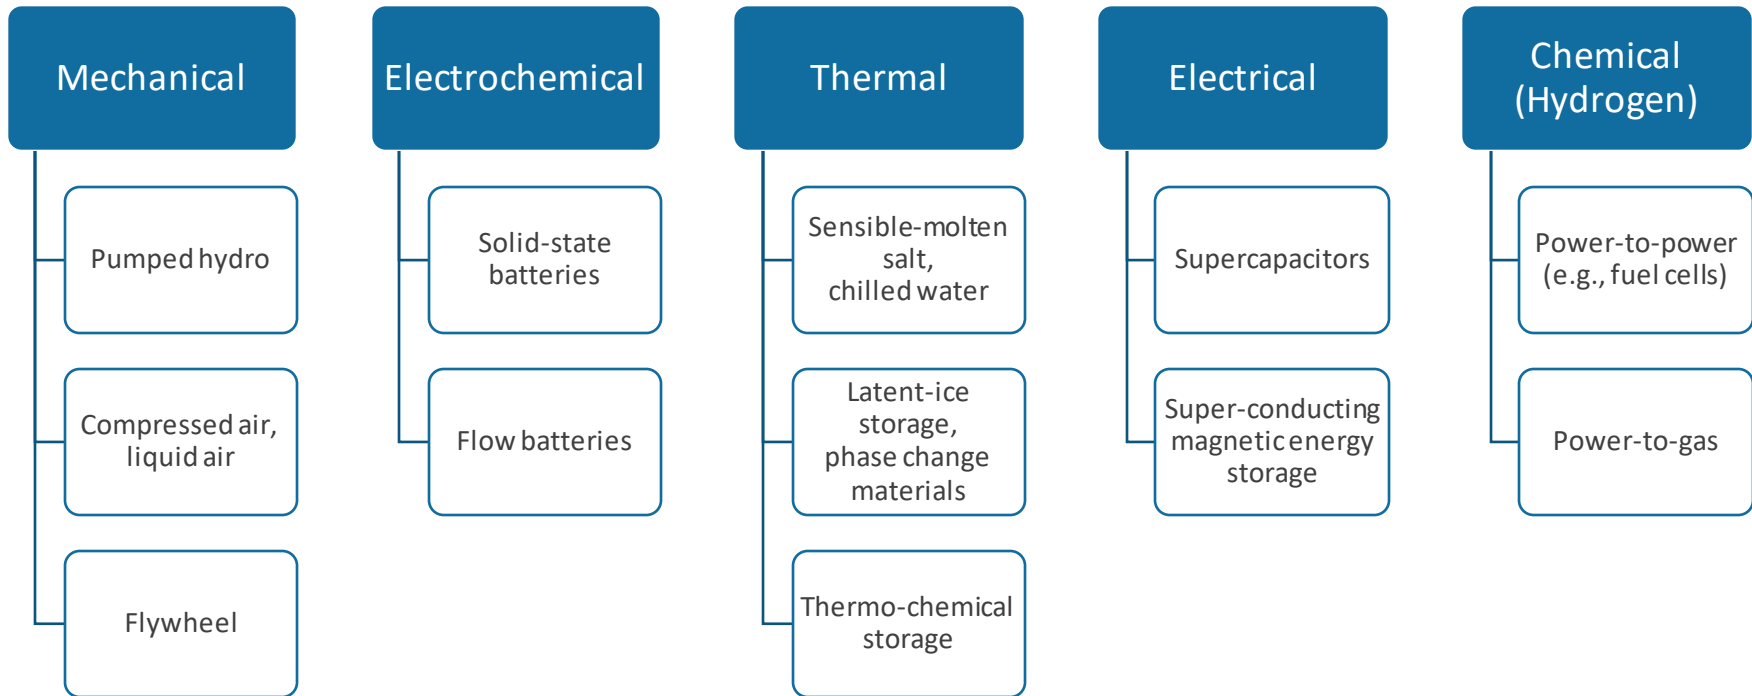 Mechanical
Pumped hydro
Compressed air,
liquid air
Flywheel
Electrochemical
Solid-state
batteries
Flow batteries
Thermal
Sensible-molten
salt,
chilled water
Latent-ice
storage,
phase change
materials
Thermo-chemical
storage
Electrical
Supercapacitors
Super-conducting
magnetic energy
storage
Chemical
(Hydrogen)
Power-to-power
(e.g., fuel cells)
Power-to-gas